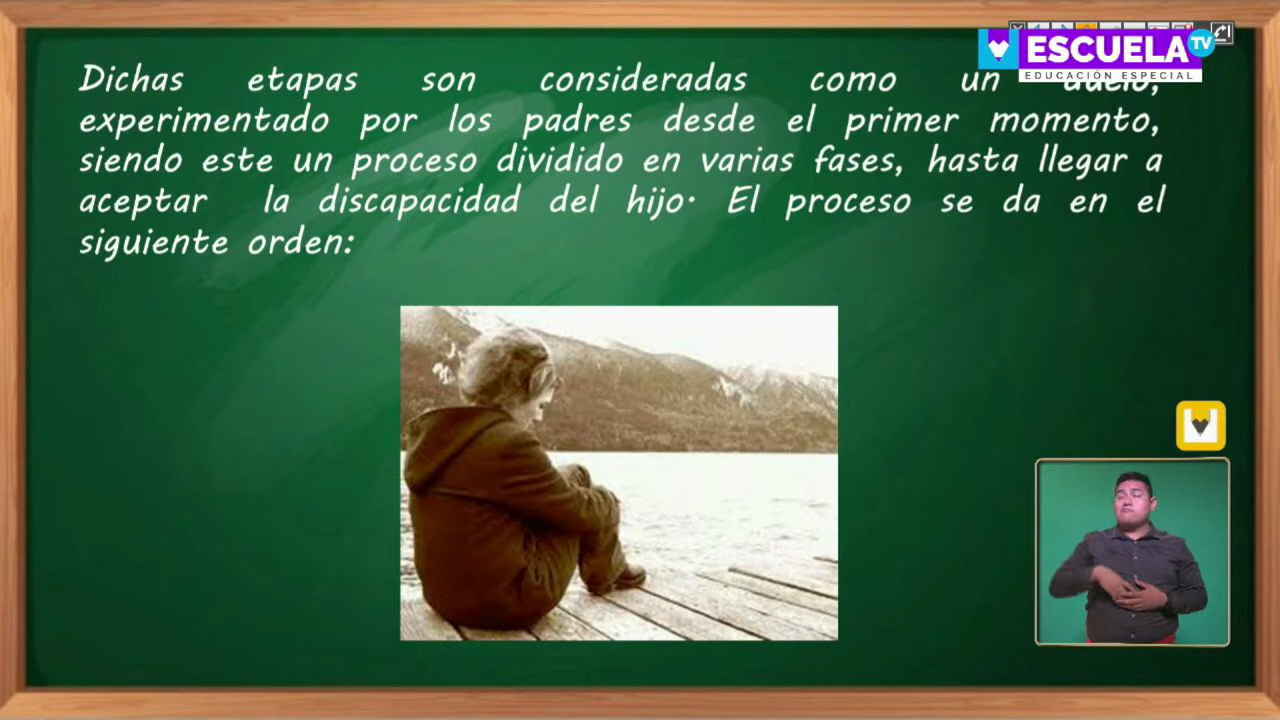 ESCUELA TV
EDUCACIÓN ESPECIAL
Dichas etapas son consideradas como un duelo,
experimentado por los padres desde el primer momento,
siendo este un proceso dividido en varias fases, hasta llegar a
aceptar la discapacidad del hijo. El proceso se da en el
siguiente orden: